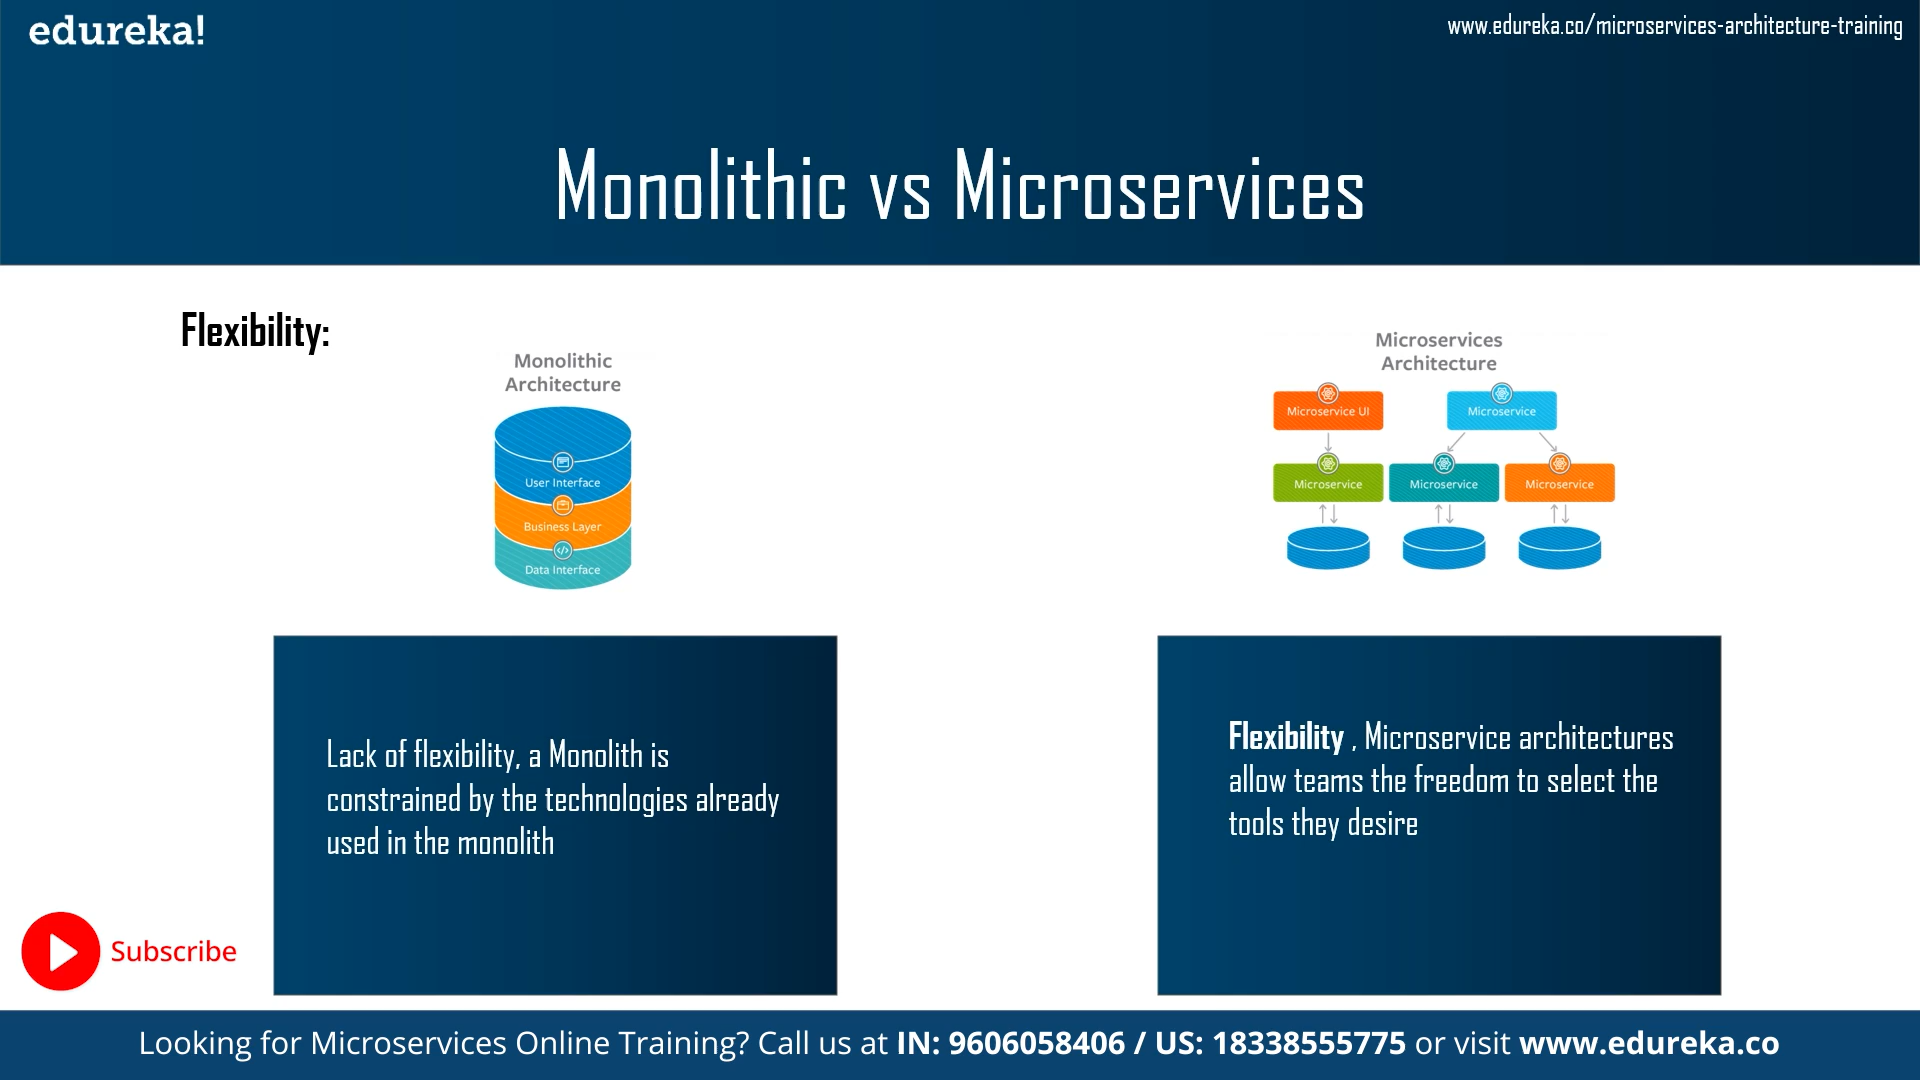 edureka!
www.edureka.co/microservices-architecture-training
Monolithic vs Microservices
Flexibility:
Monolithic
Architecture
User Interface
Business Layer
Data Interface
Microservices
Architecture
Microservice UI
Microservice
Microservice
Microservice
Microservice
Lack of flexibility, a Monolith is
constrained by the technologies already
used in the monolith
Flexibility , Microservice architectures
allow teams the freedom to select the
tools they desire
Subscribe
Looking for Microservices Online Training? Call us at IN: 9606058406 / US: 18338555775 or visit www.edureka.co